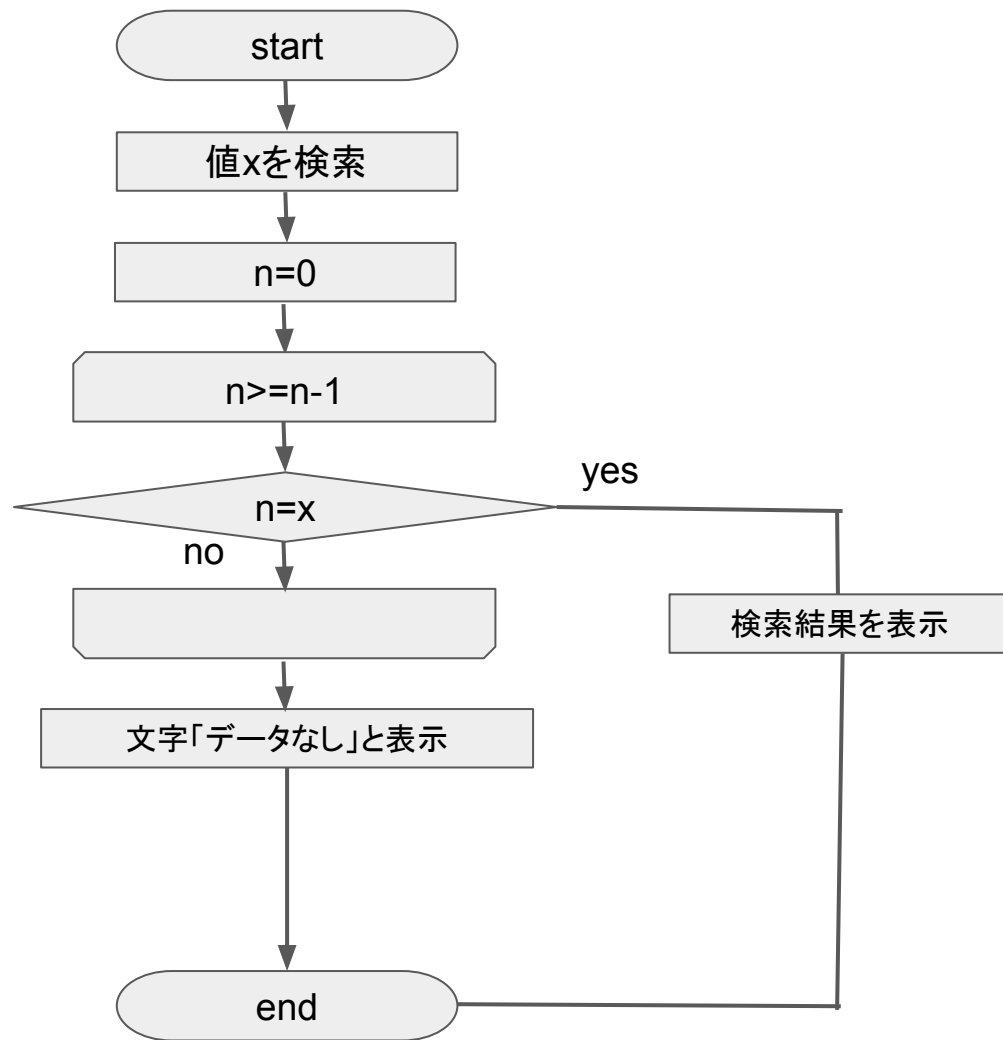 start
値xを検索
n=0
n>=n-1
yes
n=x
no
検索結果を表示
文字「データなし」と表示
end